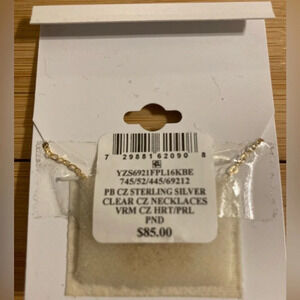 7 29881 62090 8
YZS6921FPL16KBE
745/52/445/69212
PB CZ STERLING SILVER
CLEAR CZ NECKLACES
VRM CZ HRT/PRL
PND
$85.00